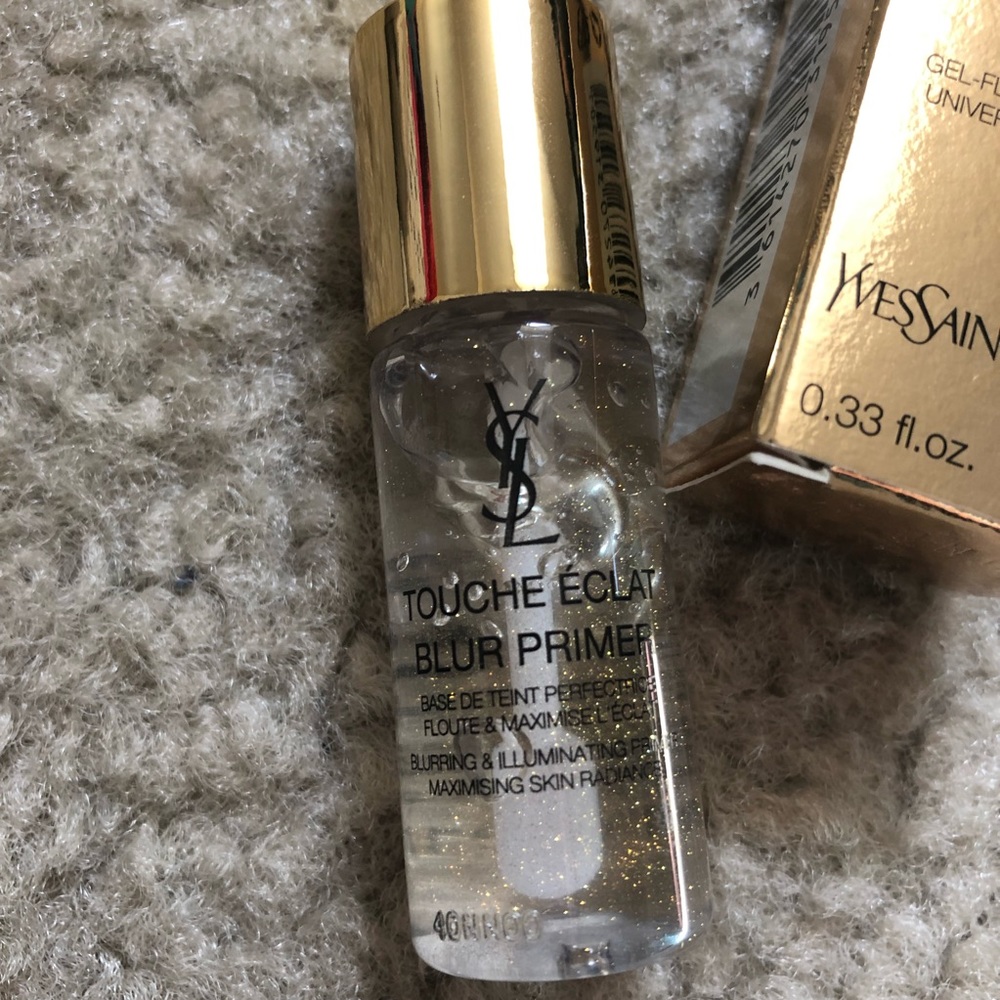 YSL
TOUCHE ÉCLAT
BLUR PRIMER
BASE DE TEINT PERFECTRICE
FLOUTE & MAXIMISE L'ÉCLAT
BLURRING & ILLUMINATING PRIMER
MAXIMISING SKIN RADIANCE
GEL-FL
UNIVER
YVESSAIN
0.33 fl.oz.